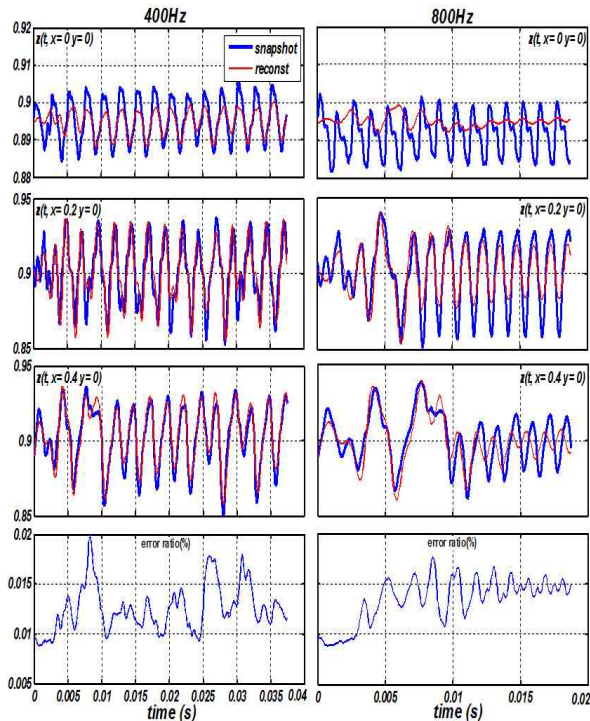 400Hz
800Hz
0.92
0.91
0.9
0.89
0.88
z(t, x= 0 y= 0)
snapshot
reconst
z(t, x= 0 y= 0)
0.95
0.9
0.85
z(t, x= 0.2 y= 0)
z(t, x= 0.2 y= 0)
0.95
0.9
0.85
z(t, x= 0.4 y= 0)
z(t, x= 0.4 y= 0)
0.02
0.015
0.01
0.005
error ratio(%)
error ratio(%)
0 0.005 0.01 0.015 0.02 0.025 0.03 0.035 0.04
0 0.005 0.01 0.015 0.02
time (s)
time (s)